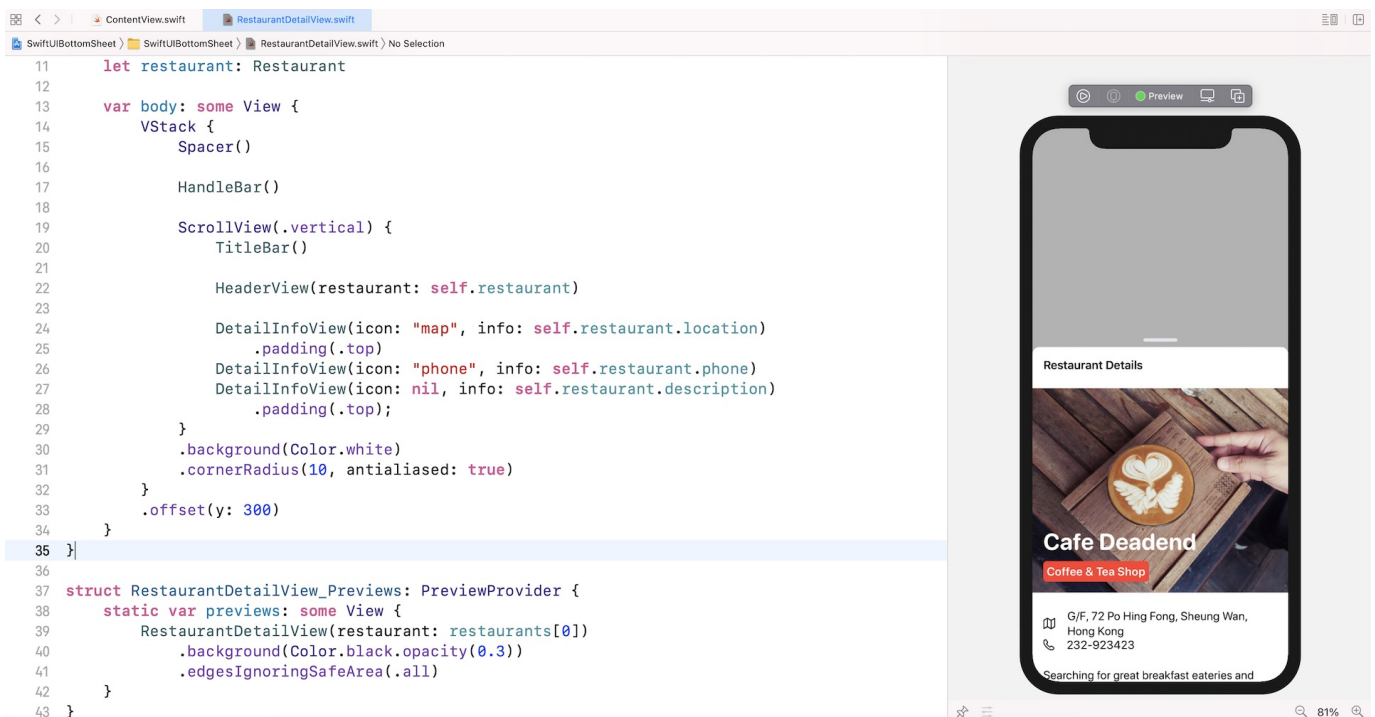 ContentView.swift RestaurantDetailView.swift
SwiftUIBottomSheet SwiftUIBottomSheet RestaurantDetailView.swift No Selection
11 let restaurant: Restaurant
12
13 var body: some View {
14 VStack {
15 Spacer()
16
17 HandleBar()
18
19 ScrollView(.vertical) {
20 TitleBar()
21
22 HeaderView(restaurant: self.restaurant)
23
24 DetailInfoView(icon: "map", info: self.restaurant.location)
25 .padding(.top)
26 DetailInfoView(icon: "phone", info: self.restaurant.phone)
27 DetailInfoView(icon: nil, info: self.restaurant.description)
28 .padding(.top);
29 }
30 .background(Color.white)
31 .cornerRadius(10, antialiased: true)
32 }
33 .offset(y: 300)
34 }
35 }
36
37 struct RestaurantDetailView_Previews: PreviewProvider {
38 static var previews: some View {
39 RestaurantDetailView(restaurant: restaurants[0])
40 .background(Color.black.opacity(0.3))
41 .edgesIgnoringSafeArea(.all)
42 }
43 }
Preview
Restaurant Details
Cafe Deadend
Coffee & Tea Shop
G/F, 72 Po Hing Fong, Sheung Wan,
Hong Kong
232-923423
Searching for great breakfast eateries and
81%